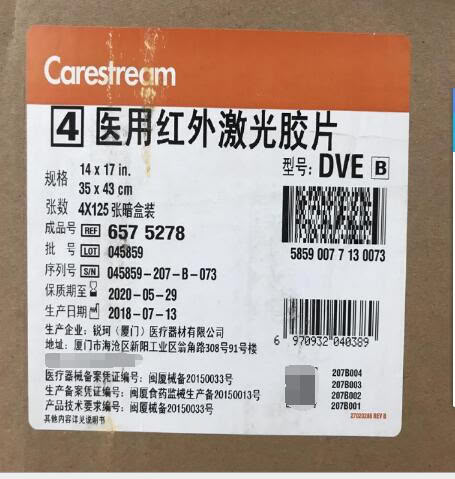 Carestream
4 医用红外激光胶片
型号: DVE B
规格 14 x 17 in.
35 x 43 cm
张数 4X125 张暗盒装
成品号 REF 657 5278
批 号 LOT 045859
序列号 S/N 045859-207-B-073
保质期至 2020-05-29
生产日期 2018-07-13
5859 007 7 13 0073
生产企业: 锐珂(厦门)医疗器材有限公司
地址: 厦门市海沧区新阳工业区翁角路308号91号楼
6 970932 040389
医疗器械备案凭证编号: 闽厦械备20150033号
生产备案凭证编号: 闽厦食药监械生产备20150013号
产品技术要求编号: 闽厦械备20150033号
其他内容详见说明书
207B004
207B003
207B002
207B001
27020288 REV B